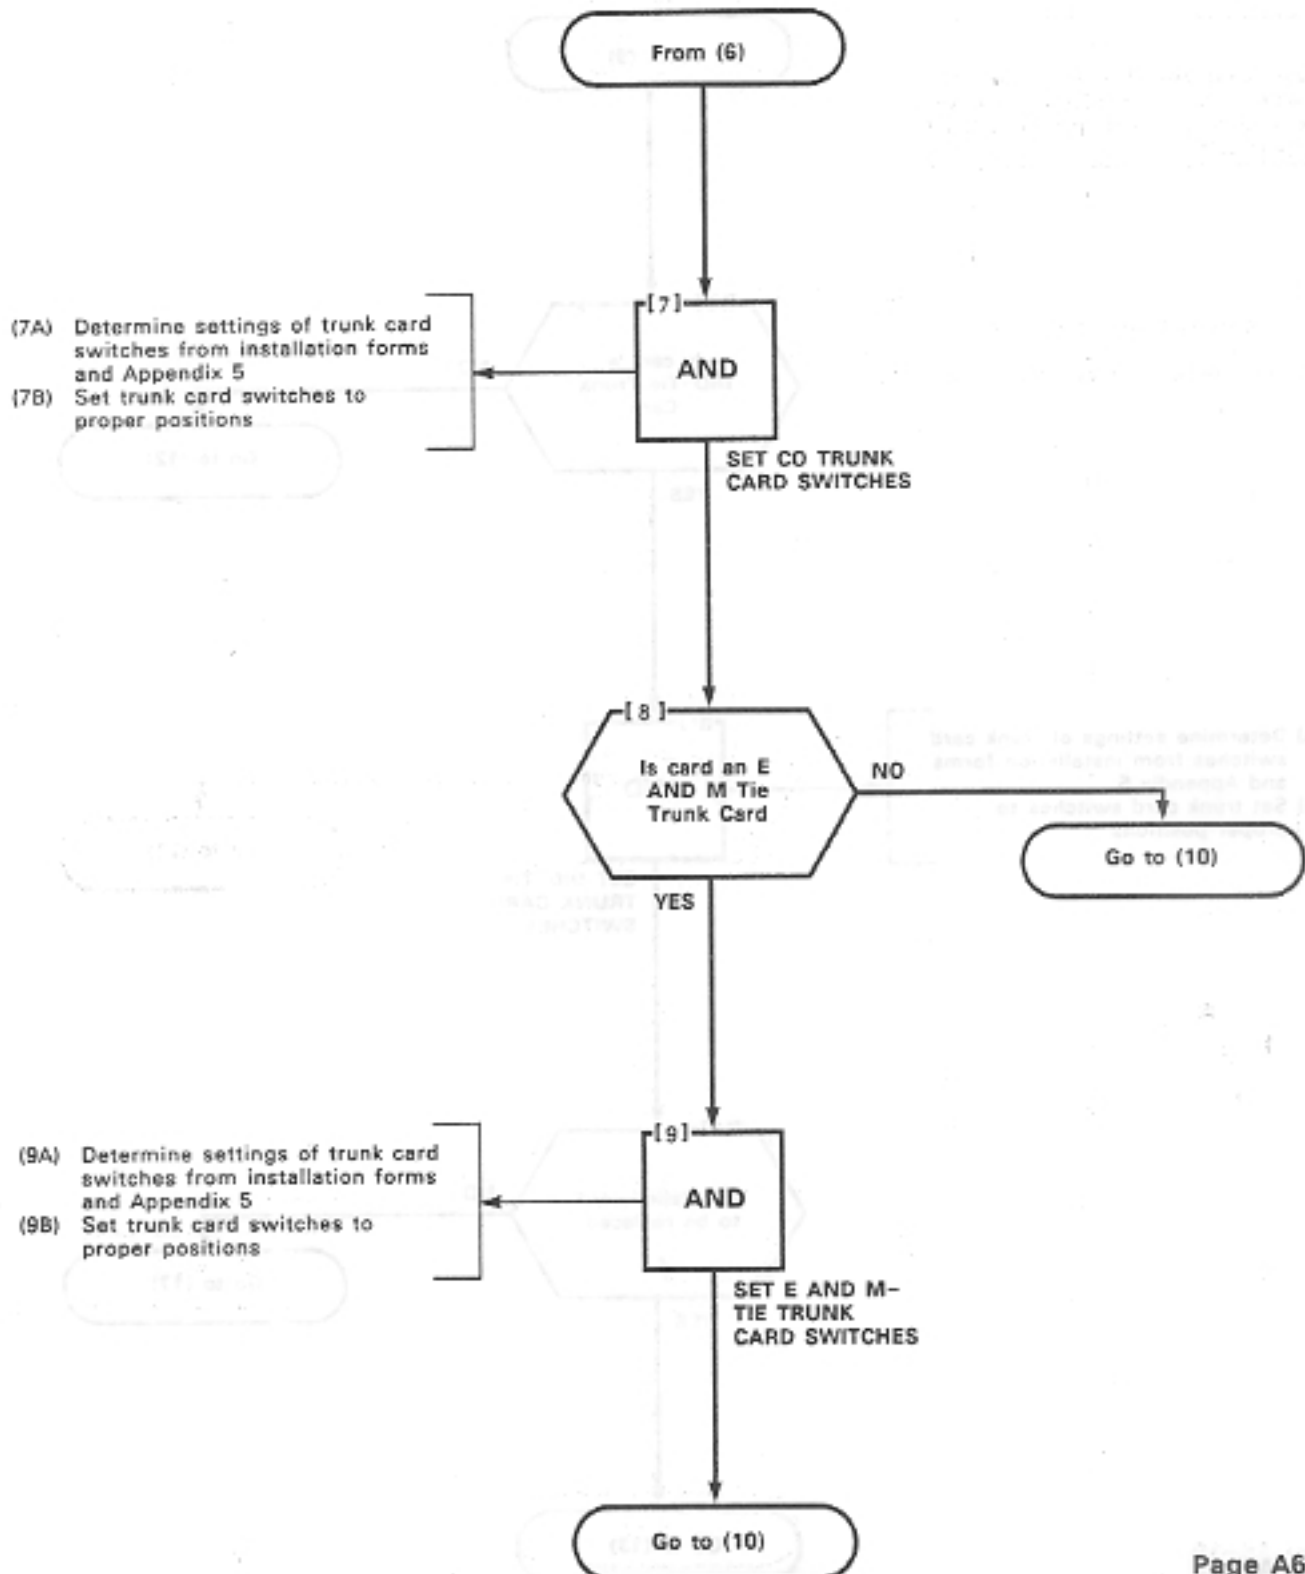 From (6)
[7]
(7A) Determine settings of trunk card
switches from installation forms
and Appendix 5
(7B) Set trunk card switches to
proper positions
AND
SET CO TRUNK
CARD SWITCHES
[8]
Is card an E
AND M Tie
Trunk Card
NO
Go to (10)
YES
[9]
(9A) Determine settings of trunk card
switches from installation forms
and Appendix 5
(9B) Set trunk card switches to
proper positions
AND
SET E AND M–
TIE TRUNK
CARD SWITCHES
Go to (10)
Page A6